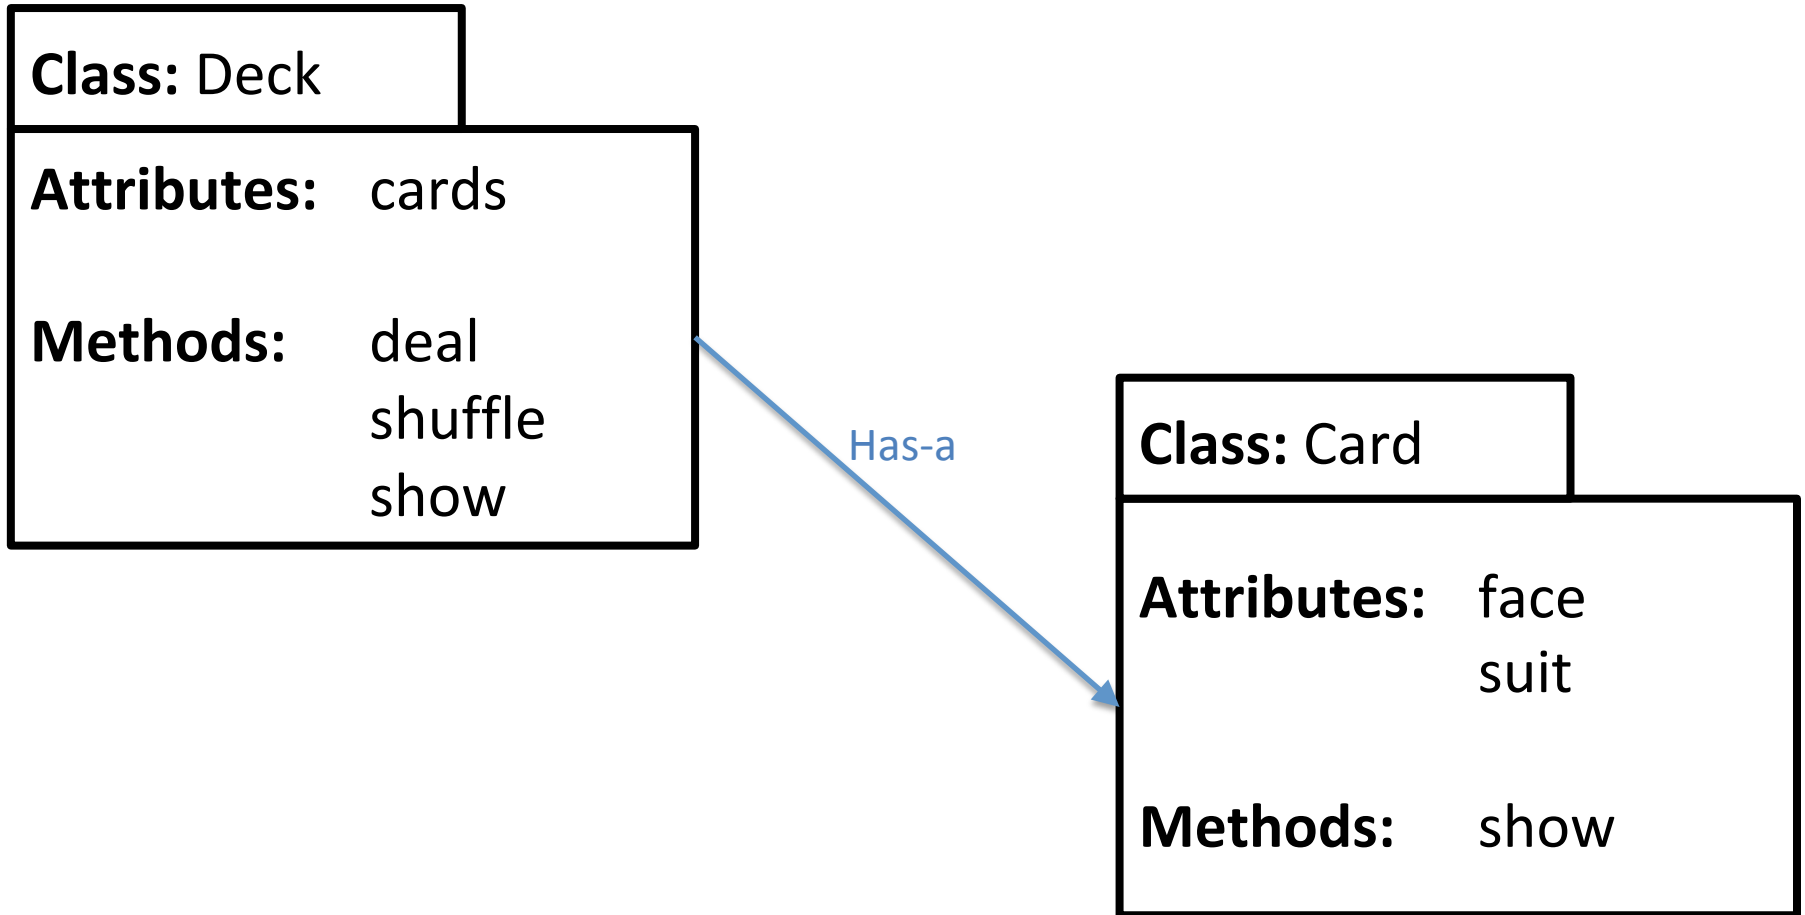 Class: Deck
Attributes: cards
Methods: deal
shuffle
show
Has-a
Class: Card
Attributes: face
suit
Methods: show